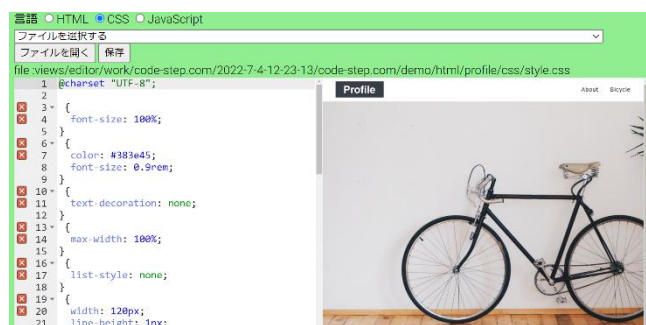 言語 HTML CSS JavaScript
ファイルを選択する
ファイルを開く 保存
file :views/editor/work/code-step.com/2022-7-4-12-23-13/code-step.com/demo/html/profile/css/style.css
1 @charset "UTF-8";
2
3 {
4 font-size: 100%;
5 }
6 {
7 color: #383e45;
8 font-size: 0.9rem;
9 }
10 {
11 text-decoration: none;
12 }
13 {
14 max-width: 100%;
15 }
16 {
17 list-style: none;
18 }
19 {
20 width: 120px;
21 line-height: 1px;
Profile
About Bicycle